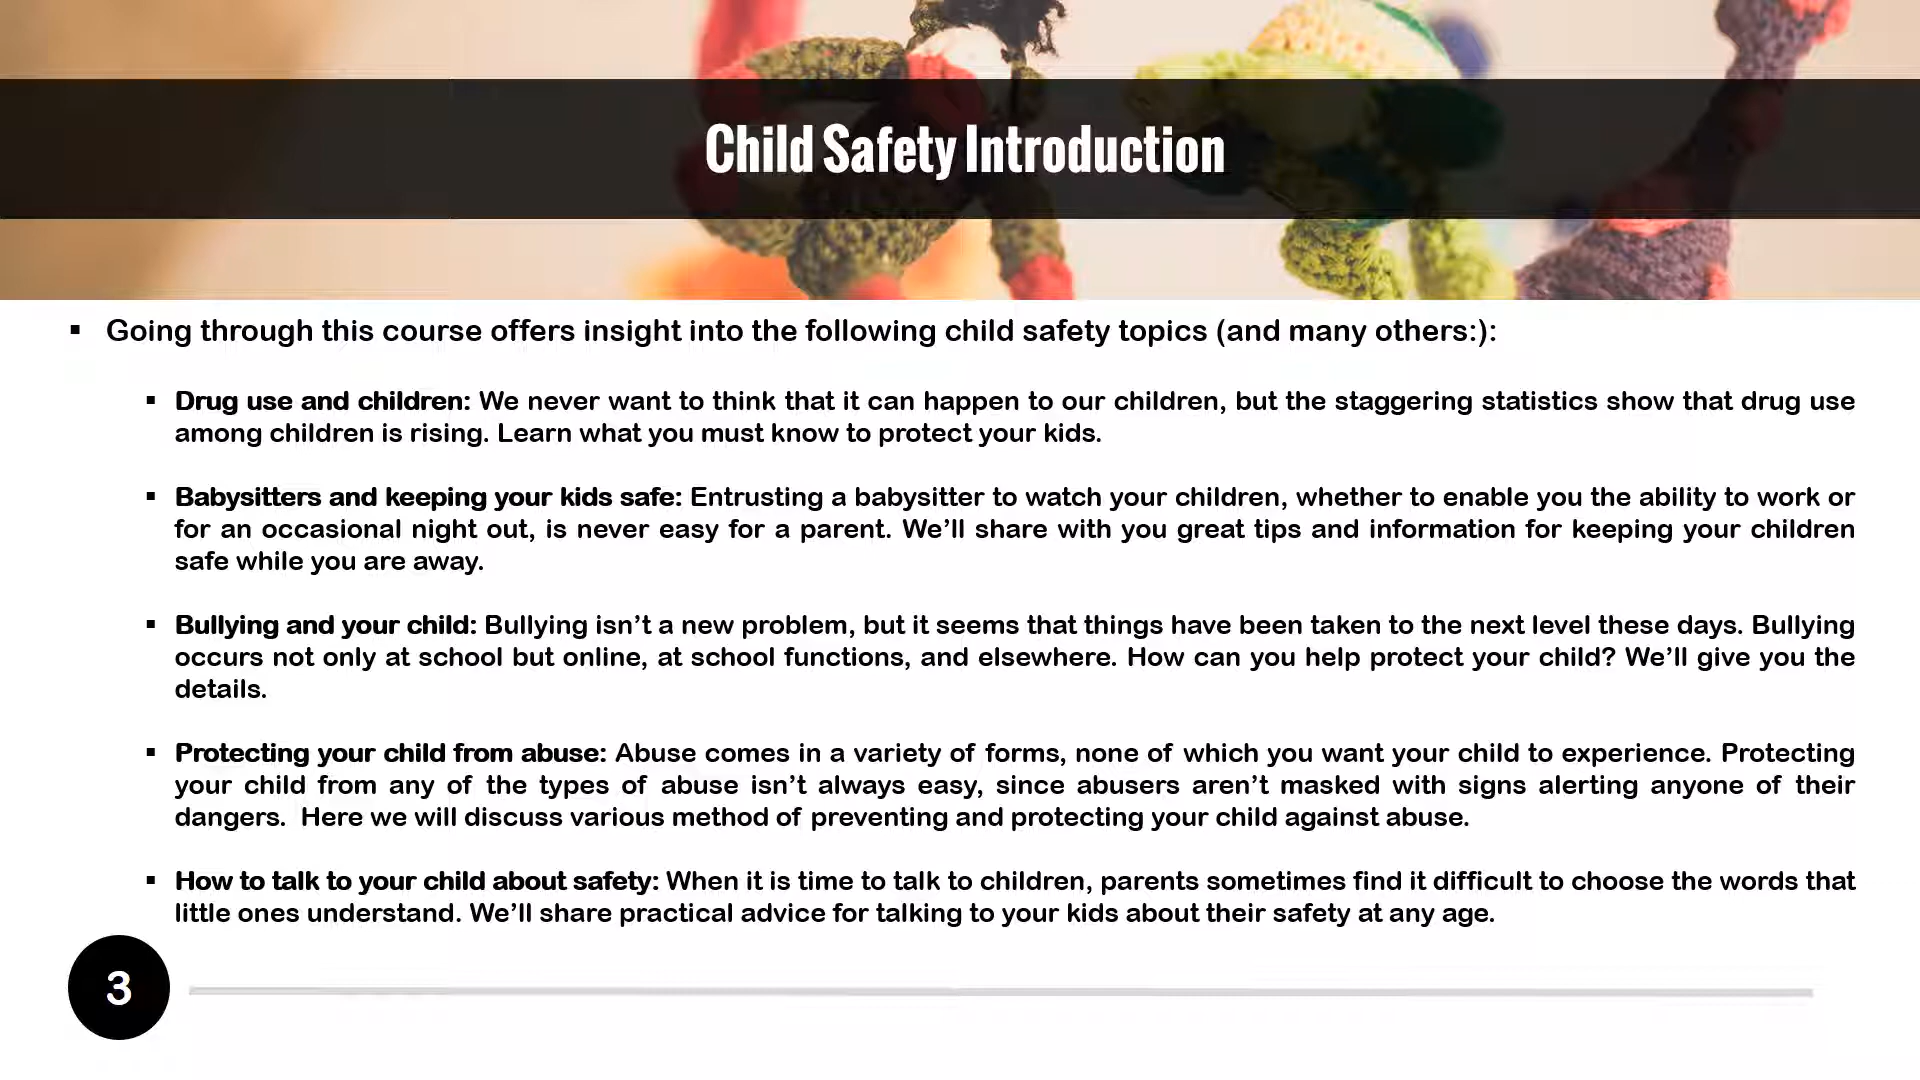 Child Safety Introduction
▪ Going through this course offers insight into the following child safety topics (and many others:):
▪ Drug use and children: We never want to think that it can happen to our children, but the staggering statistics show that drug use
among children is rising. Learn what you must know to protect your kids.
▪ Babysitters and keeping your kids safe: Entrusting a babysitter to watch your children, whether to enable you the ability to work or
for an occasional night out, is never easy for a parent. We’ll share with you great tips and information for keeping your children
safe while you are away.
▪ Bullying and your child: Bullying isn’t a new problem, but it seems that things have been taken to the next level these days. Bullying
occurs not only at school but online, at school functions, and elsewhere. How can you help protect your child? We’ll give you the
details.
▪ Protecting your child from abuse: Abuse comes in a variety of forms, none of which you want your child to experience. Protecting
your child from any of the types of abuse isn’t always easy, since abusers aren’t masked with signs alerting anyone of their
dangers.  Here we will discuss various method of preventing and protecting your child against abuse.
▪ How to talk to your child about safety: When it is time to talk to children, parents sometimes find it difficult to choose the words that
little ones understand. We’ll share practical advice for talking to your kids about their safety at any age.
3